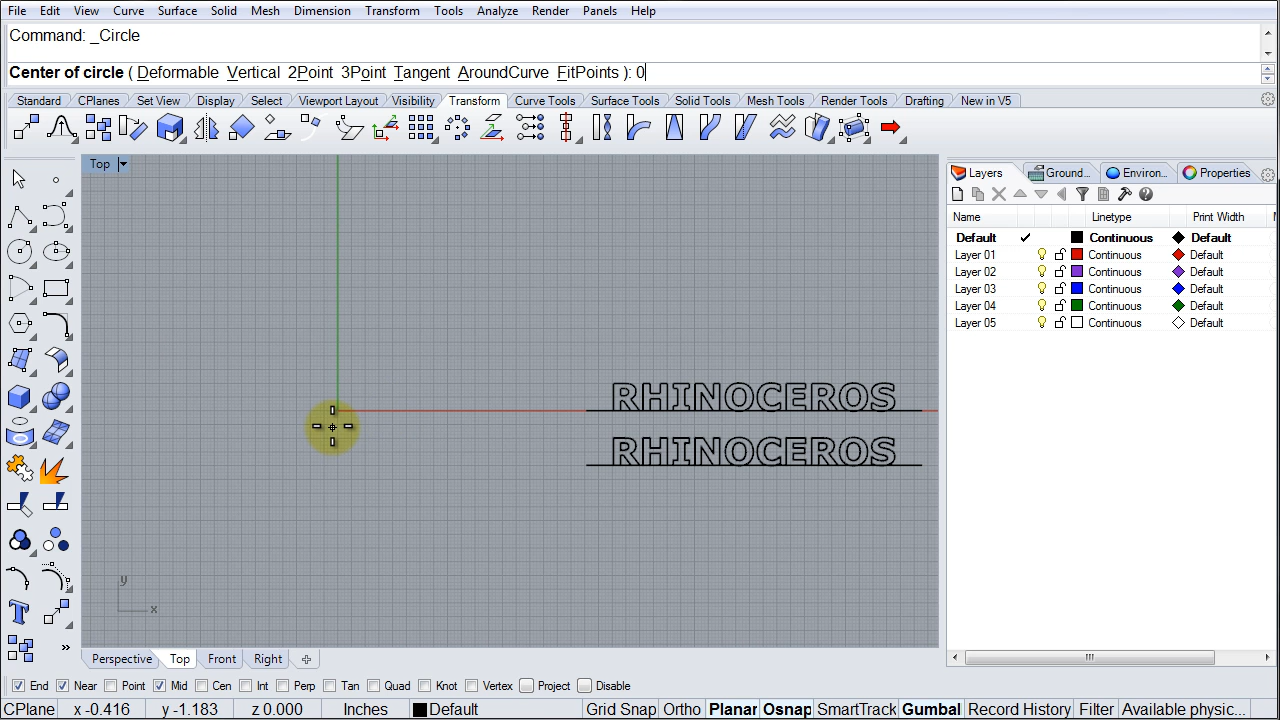 File Edit View Curve Surface Solid Mesh Dimension Transform Tools Analyze Render Panels Help
Command: _Circle
Center of circle ( Deformable Vertical 2Point 3Point Tangent AroundCurve FitPoints ): 0
Standard CPlanes Set View Display Select Viewport Layout Visibility Transform Curve Tools Surface Tools Solid Tools Mesh Tools Render Tools Drafting New in V5
Top
Layers Ground... Environ... Properties
Name Linetype Print Width
Default Continuous Default
Layer 01 Continuous Default
Layer 02 Continuous Default
Layer 03 Continuous Default
Layer 04 Continuous Default
Layer 05 Continuous Default
RHINOCEROS
RHINOCEROS
y
x
Perspective Top Front Right
End Near Point Mid Cen Int Perp Tan Quad Knot Vertex Project Disable
CPlane x -0.416 y -1.183 z 0.000 Inches Default Grid Snap Ortho Planar Osnap SmartTrack Gumbal Record History Filter Available physic...